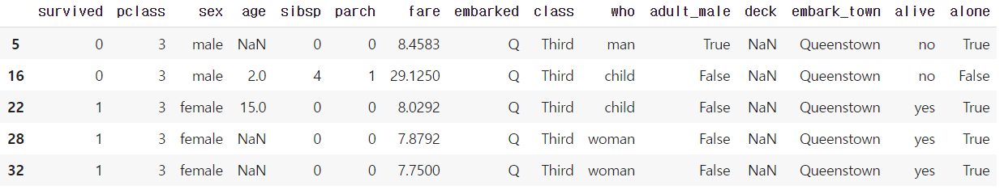 survived pclass sex age sibsp parch fare embarked class who adult_male deck embark_town alive alone
5 0 3 male NaN 0 0 8.4583 Q Third man True NaN Queenstown no True
16 0 3 male 2.0 4 1 29.1250 Q Third child False NaN Queenstown no False
22 1 3 female 15.0 0 0 8.0292 Q Third child False NaN Queenstown yes True
28 1 3 female NaN 0 0 7.8792 Q Third woman False NaN Queenstown yes True
32 1 3 female NaN 0 0 7.7500 Q Third woman False NaN Queenstown yes True